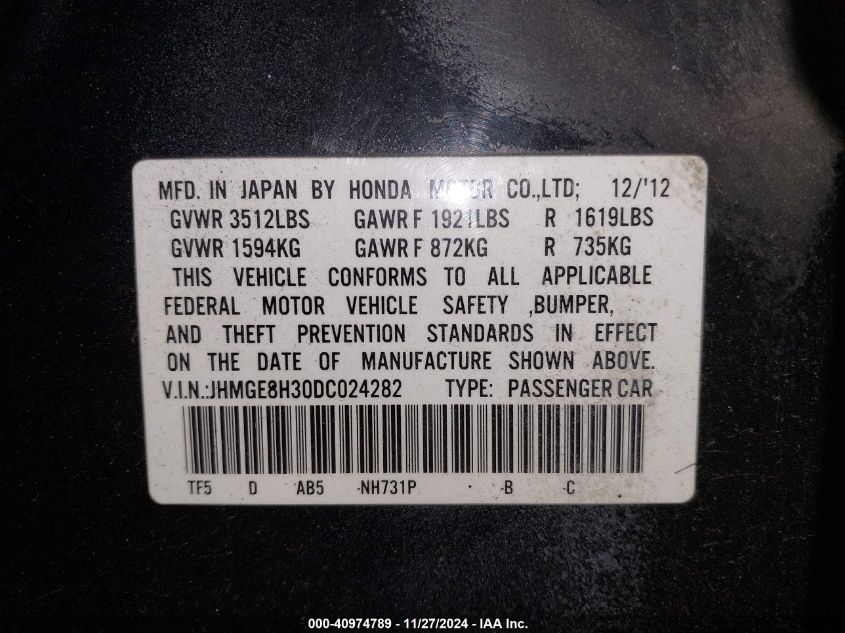 MFD. IN JAPAN BY HONDA MOTOR CO.,LTD; 12/'12
GVWR 3512LBS GAWR F 1921LBS R 1619LBS
GVWR 1594KG GAWR F 872KG R 735KG
THIS VEHICLE CONFORMS TO ALL APPLICABLE
FEDERAL MOTOR VEHICLE SAFETY ,BUMPER,
AND THEFT PREVENTION STANDARDS IN EFFECT
ON THE DATE OF MANUFACTURE SHOWN ABOVE.
V.I.N.:JHMGE8H30DC024282 TYPE: PASSENGER CAR
TF5 D AB5 -NH731P - -B -C
000-40974789 - 11/27/2024 - IAA Inc.